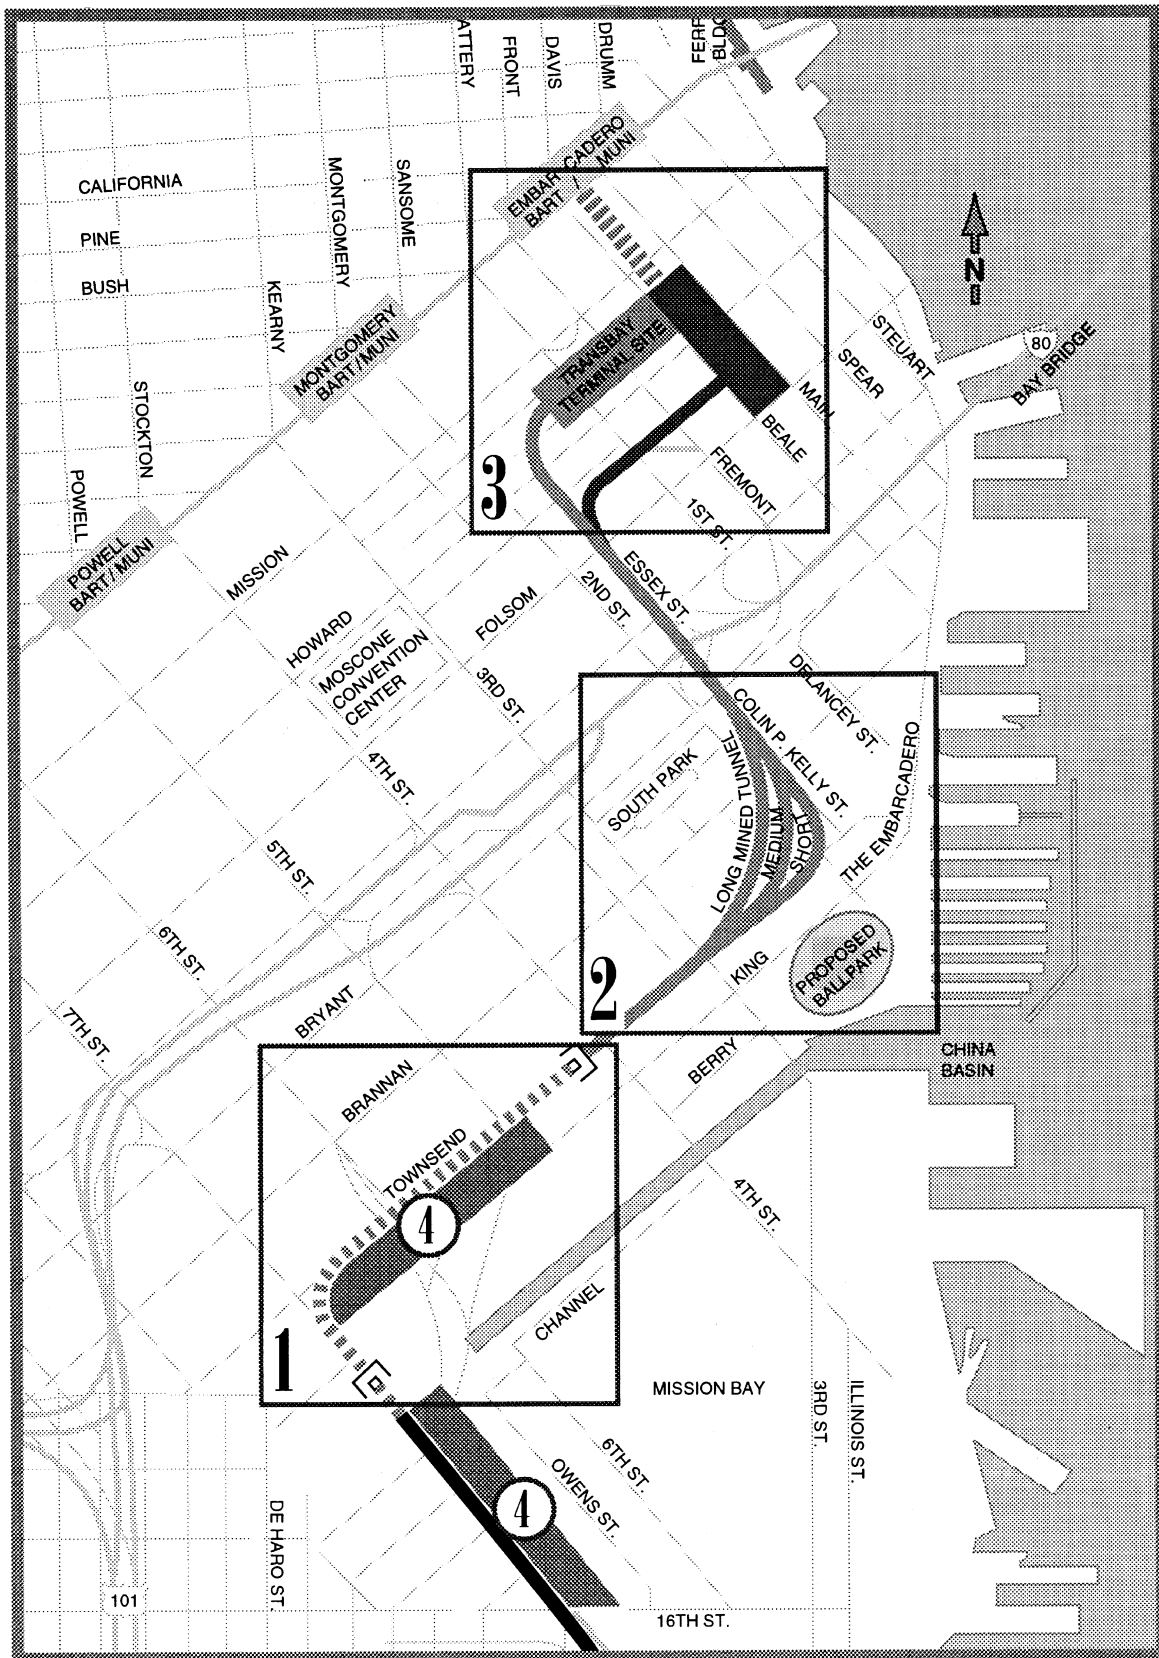 ATTERY
FRONT
DAVIS
DRUMM
FERR
BLDG
CALIFORNIA
PINE
BUSH
MONTGOMERY
SANSOME
KEARNY
STOCKTON
POWELL
EMBARCADERO
BART / MUNI
MONTGOMERY
BART / MUNI
POWELL
BART / MUNI
TRANSBAY
TERMINAL SITE
N
80
BAY BRIDGE
STEUART
SPEAR
MAIN
BEALE
FREMONT
1ST ST.
3
ESSEX ST.
2ND ST.
MISSION
HOWARD
FOLSOM
MOSCONE
CONVENTION
CENTER
3RD ST.
4TH ST.
5TH ST.
6TH ST.
7TH ST.
DELANCEY ST.
COLIN P. KELLY ST.
SOUTH PARK
LONG MINED TUNNEL
MEDIUM
SHORT
THE EMBARCADERO
KING
PROPOSED
BALLPARK
2
BRYANT
BRANNAN
TOWNSEND
BERRY
CHINA
BASIN
4
4TH ST.
CHANNEL
1
MISSION BAY
3RD ST.
ILLINOIS ST.
6TH ST.
OWENS ST.
4
DE HARO ST.
101
16TH ST.